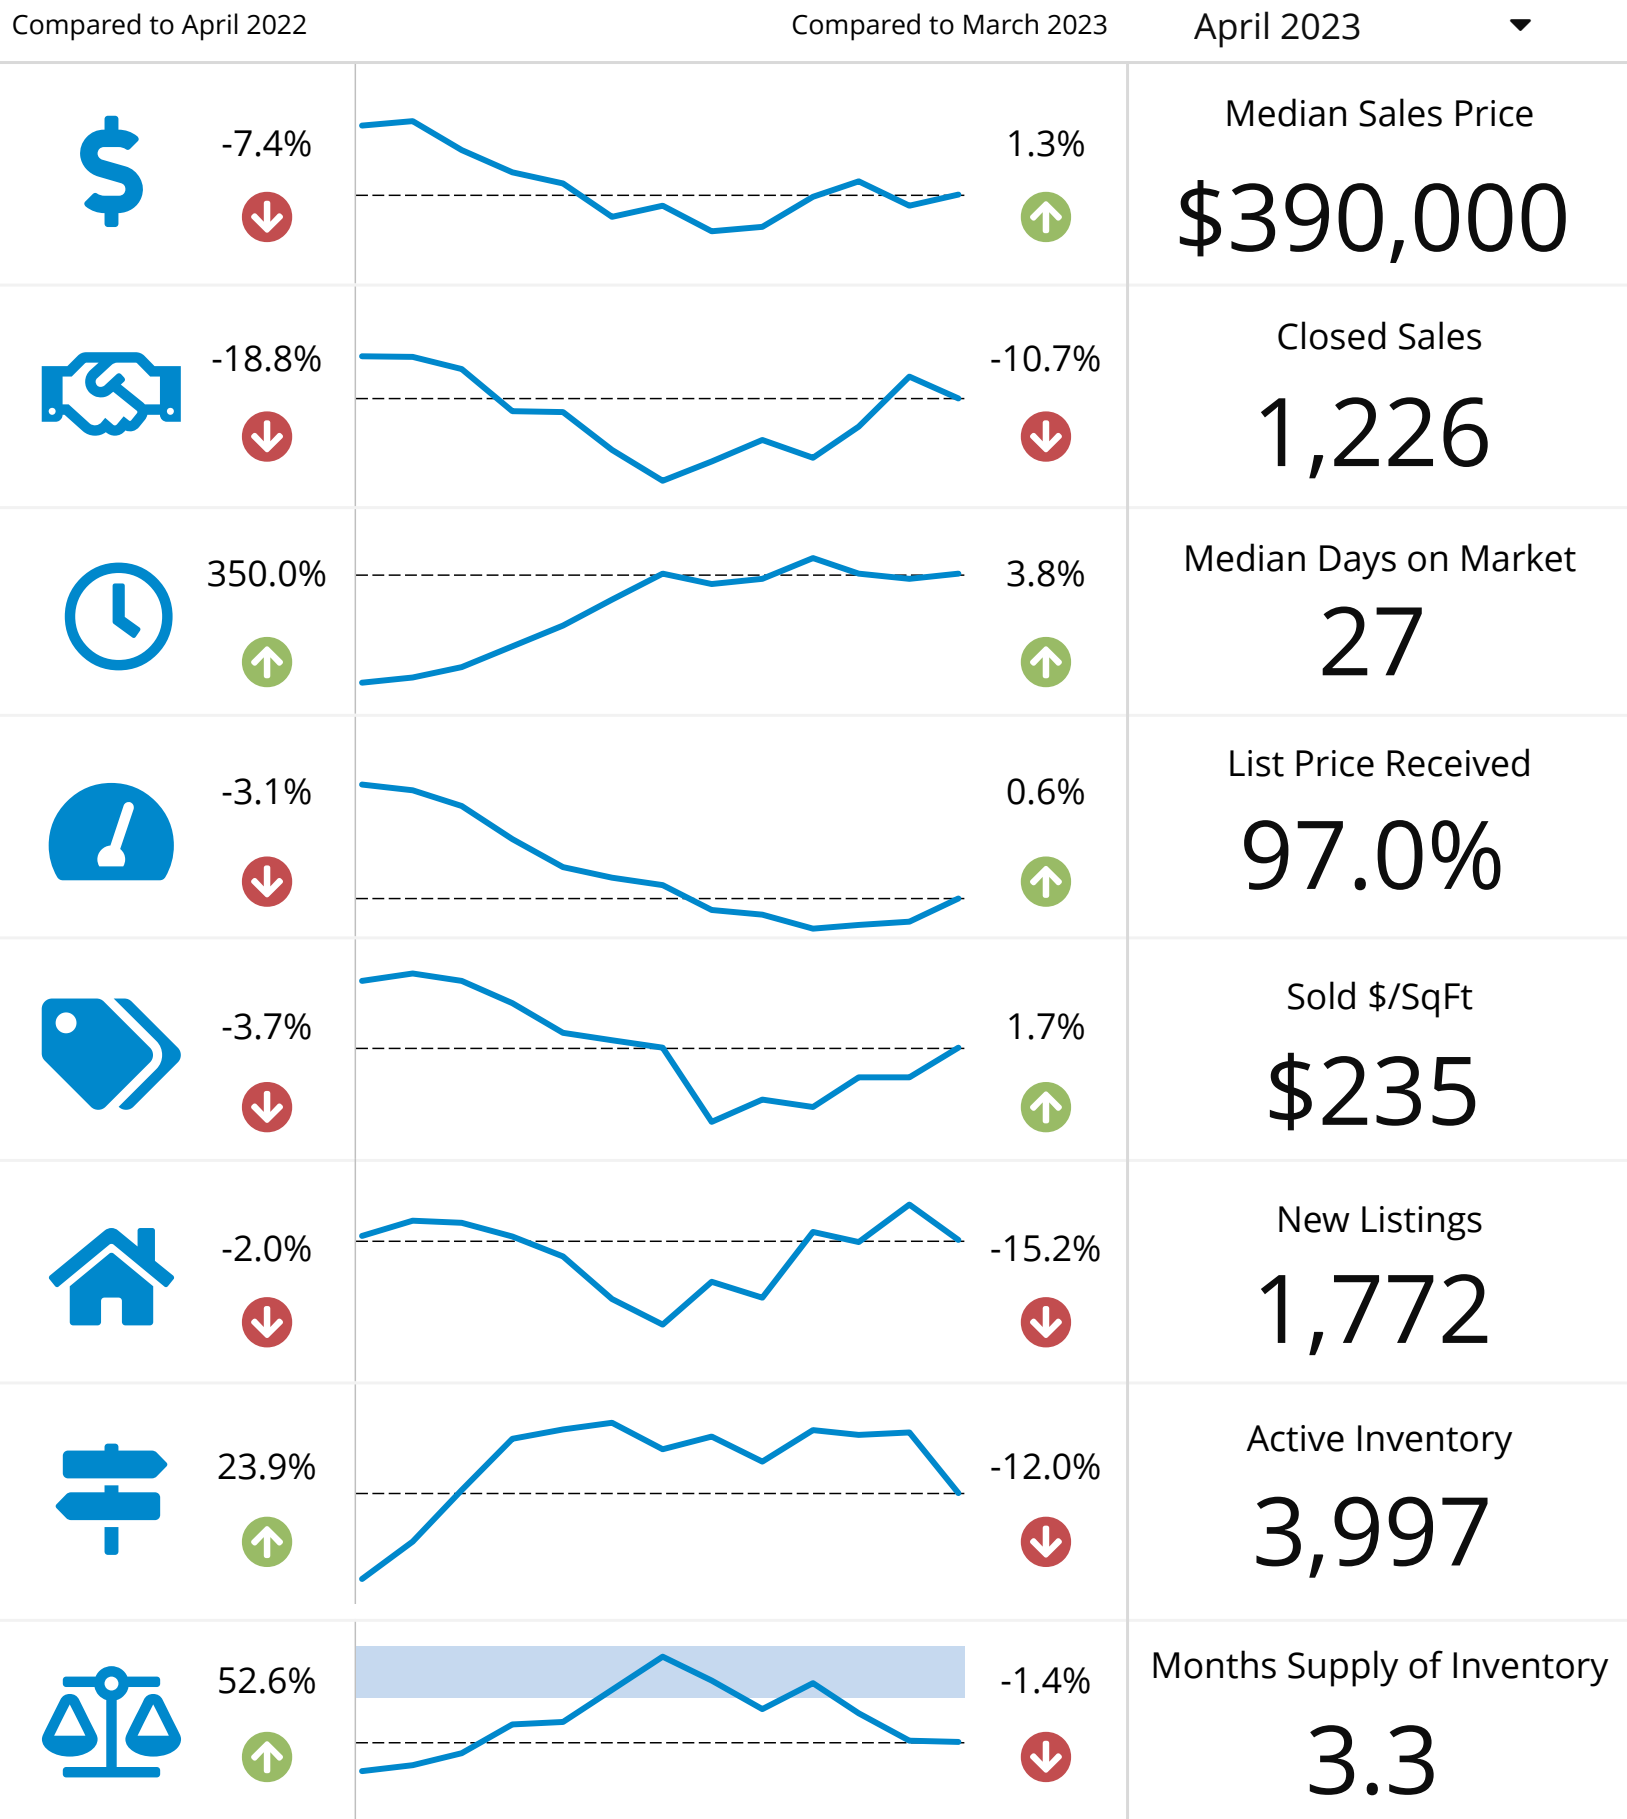 Compared to April 2022
Compared to March 2023
April 2023
-7.4%
1.3%
Median Sales Price
$390,000
-18.8%
-10.7%
Closed Sales
1,226
350.0%
3.8%
Median Days on Market
27
-3.1%
0.6%
List Price Received
97.0%
-3.7%
1.7%
Sold $/SqFt
$235
-2.0%
-15.2%
New Listings
1,772
23.9%
-12.0%
Active Inventory
3,997
52.6%
-1.4%
Months Supply of Inventory
3.3